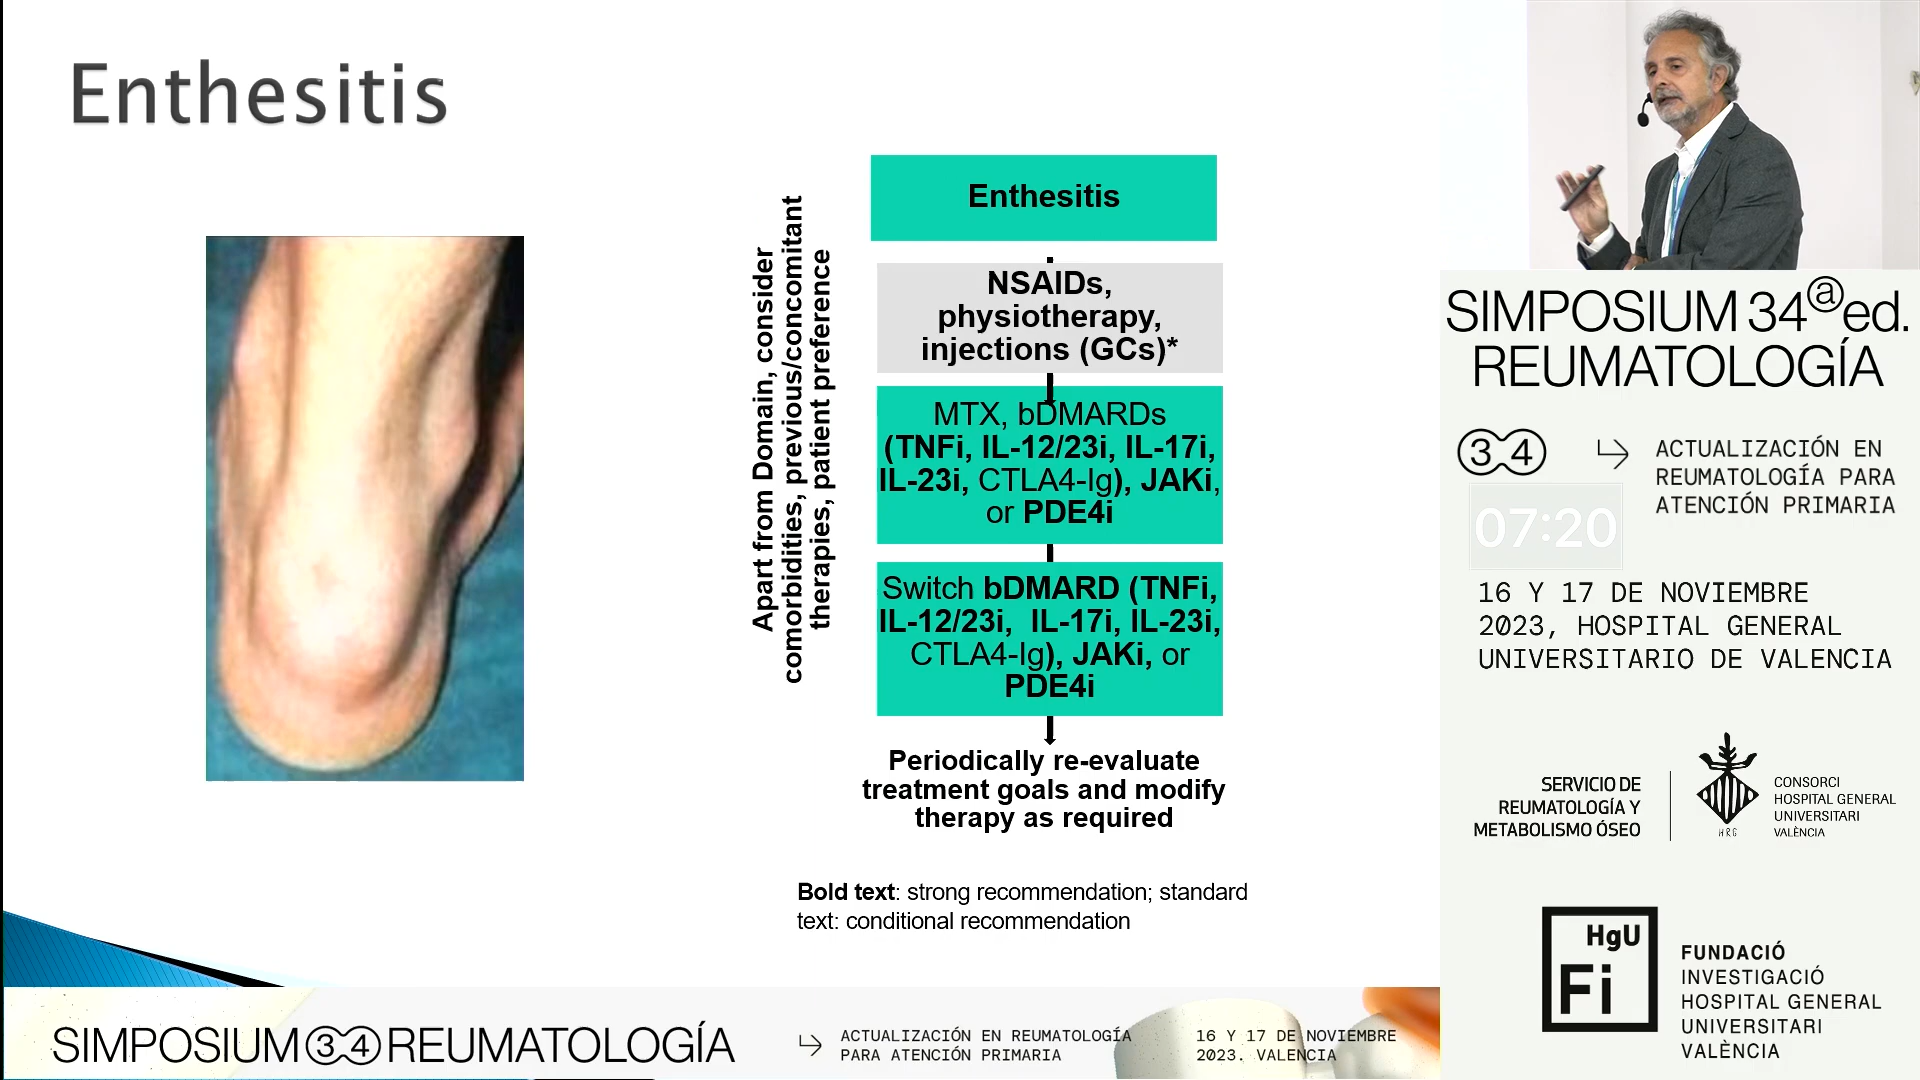 Enthesitis
Apart from Domain, consider
comorbidities, previous/concomitant
therapies, patient preference
Enthesitis
NSAIDs,
physiotherapy,
injections (GCs)*
MTX, bDMARDs
(TNFi, IL-12/23i, IL-17i,
IL-23i, CTLA4-Ig), JAKi,
or PDE4i
Switch bDMARD (TNFi,
IL-12/23i, IL-17i, IL-23i,
CTLA4-Ig), JAKi, or
PDE4i
Periodically re-evaluate
treatment goals and modify
therapy as required
Bold text: strong recommendation; standard
text: conditional recommendation
SIMPOSIUM 34 REUMATOLOGÍA
ACTUALIZACIÓN EN REUMATOLOGÍA
PARA ATENCIÓN PRIMARIA
16 Y 17 DE NOVIEMBRE
2023. VALENCIA
SIMPOSIUM 34ªed.
REUMATOLOGÍA
34
ACTUALIZACIÓN EN
REUMATOLOGÍA PARA
ATENCIÓN PRIMARIA
07:20
16 Y 17 DE NOVIEMBRE
2023, HOSPITAL GENERAL
UNIVERSITARIO DE VALENCIA
SERVICIO DE
REUMATOLOGÍA Y
METABOLISMO ÓSEO
HRG
CONSORCI
HOSPITAL GENERAL
UNIVERSITARI
VALÈNCIA
HgU
Fi
FUNDACIÓ
INVESTIGACIÓ
HOSPITAL GENERAL
UNIVERSITARI
VALÈNCIA